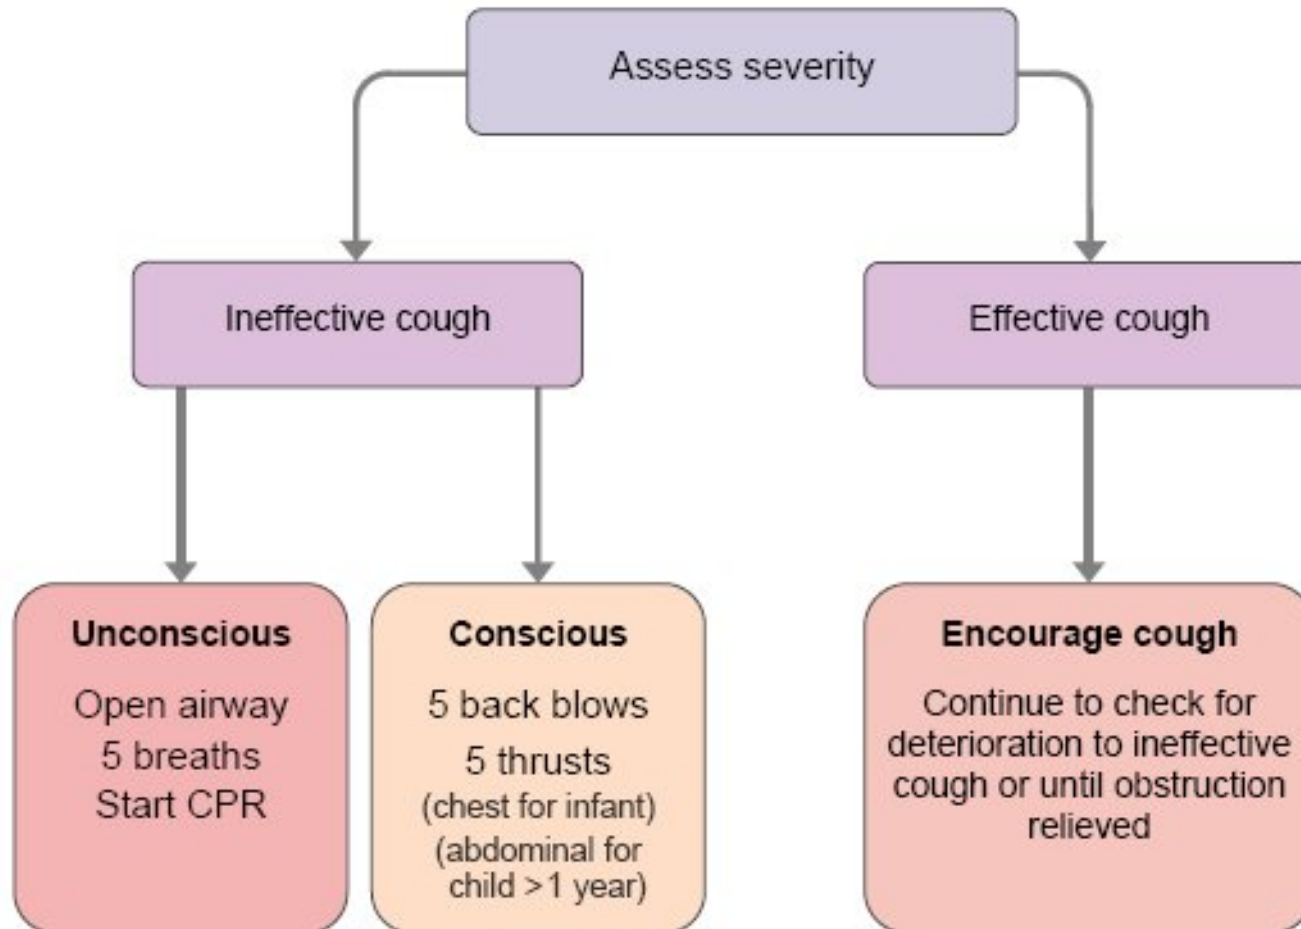 Assess severity
Ineffective cough
Effective cough
Unconscious
Open airway
5 breaths
Start CPR
Conscious
5 back blows
5 thrusts
(chest for infant)
(abdominal for
child >1 year)
Encourage cough
Continue to check for
deterioration to ineffective
cough or until obstruction
relieved